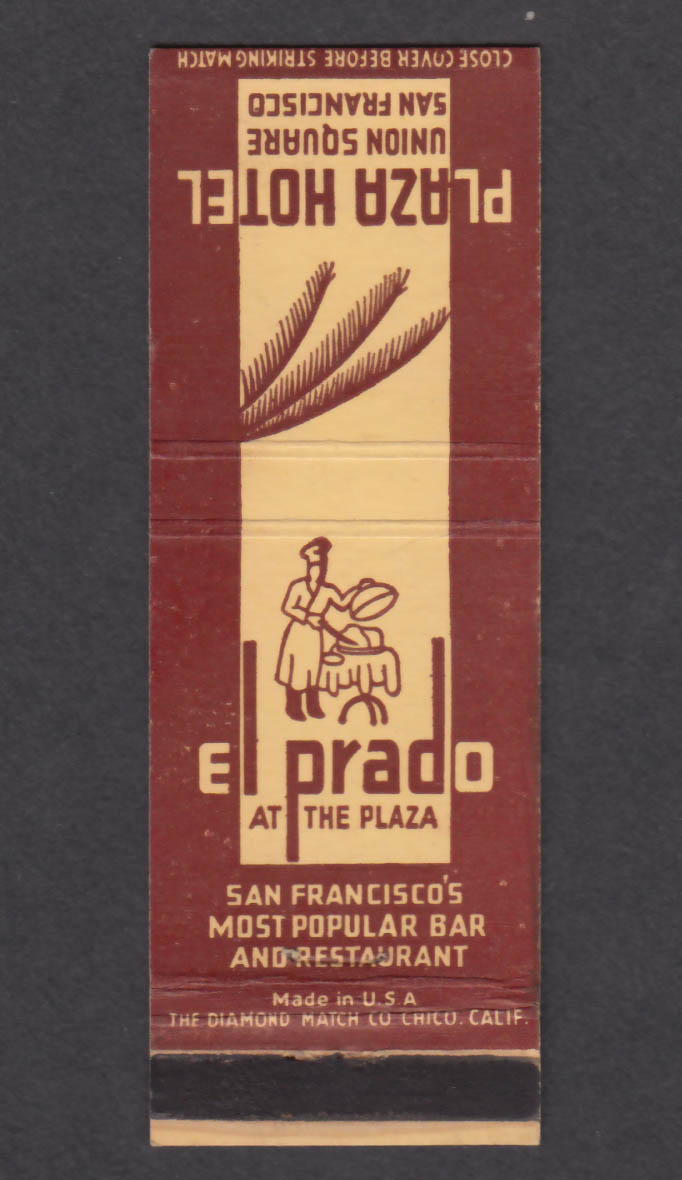 CLOSE COVER BEFORE STRIKING MATCH
PLAZA HOTEL
UNION SQUARE
SAN FRANCISCO
el prado
AT THE PLAZA
SAN FRANCISCO'S
MOST POPULAR BAR
AND RESTAURANT
Made in U.S.A
THE DIAMOND MATCH CO CHICO. CALIF.